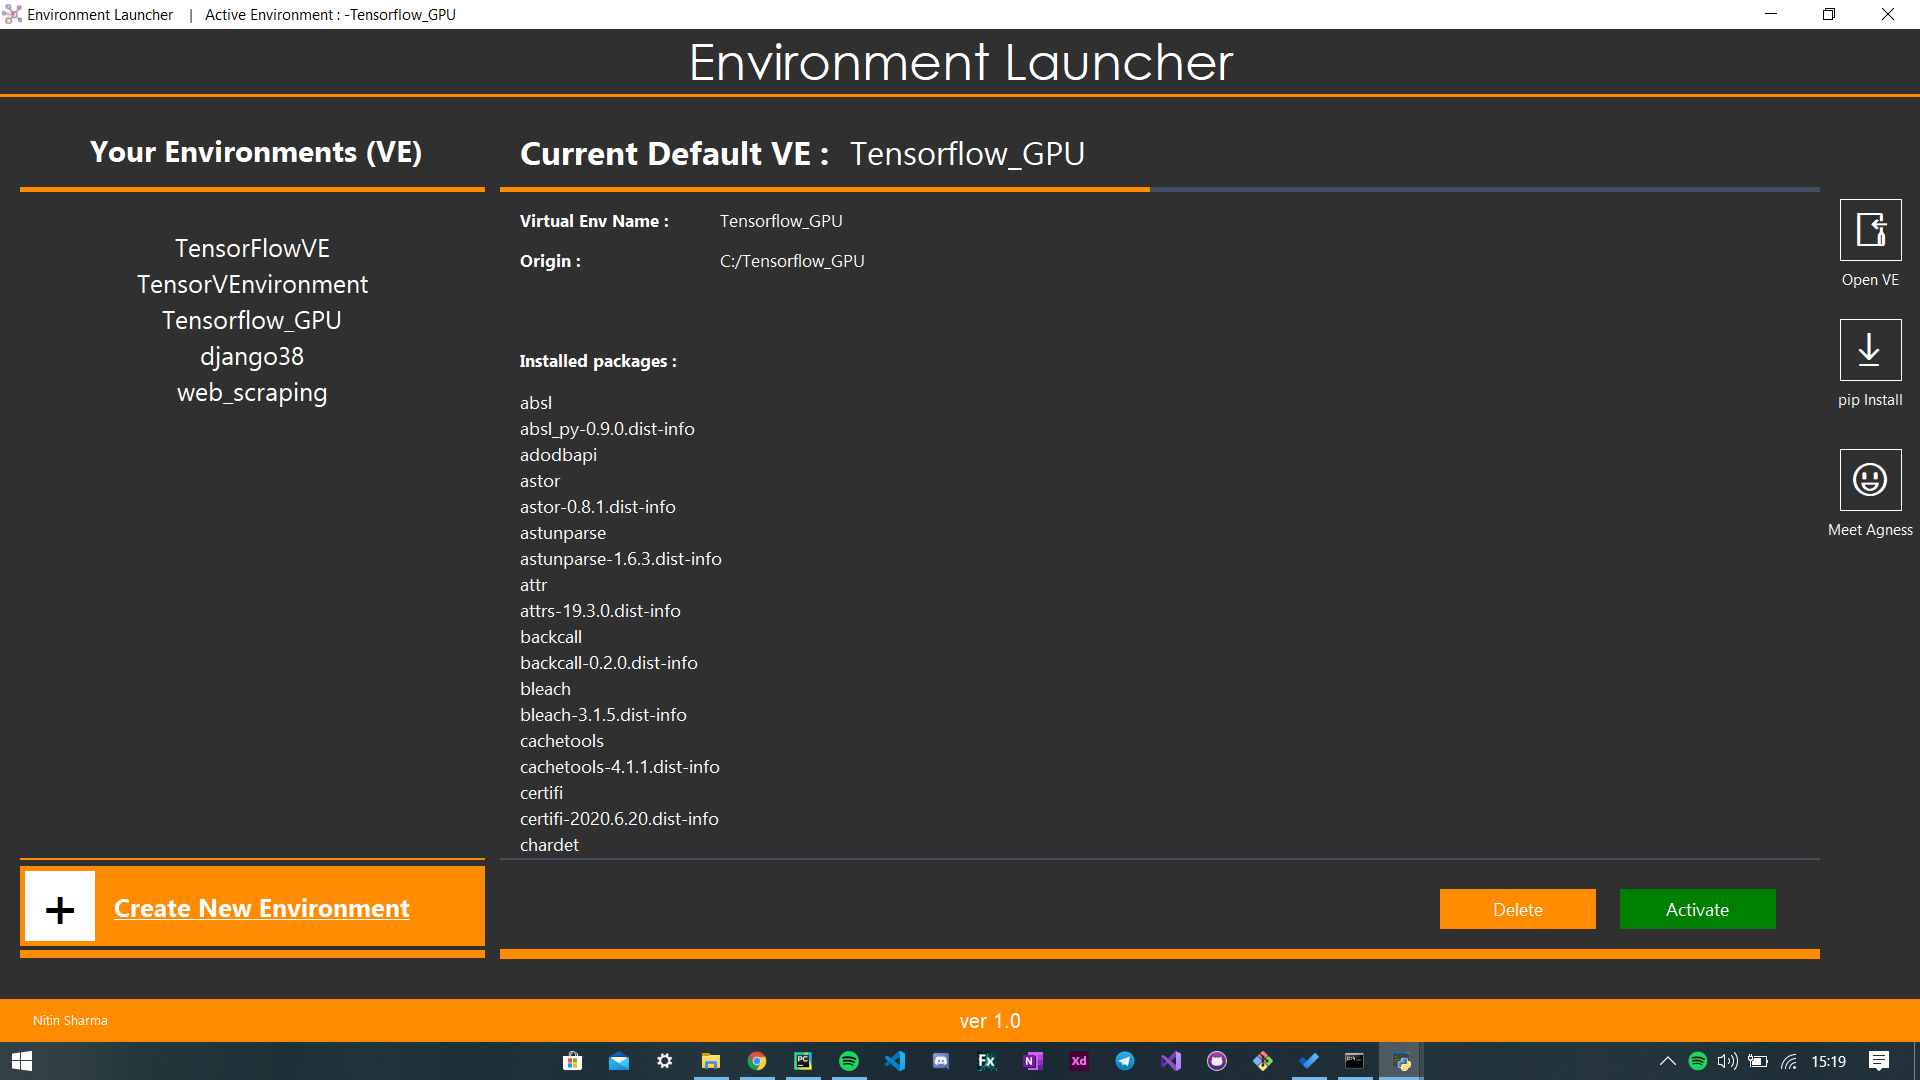 Environment Launcher | Active Environment : -Tensorflow_GPU
Environment Launcher
Your Environments (VE)
TensorFlowVE
TensorVEnvironment
Tensorflow_GPU
django38
web_scraping
Create New Environment
Current Default VE : Tensorflow_GPU
Virtual Env Name : Tensorflow_GPU
Origin : C:/Tensorflow_GPU
Installed packages :
absl
absl_py-0.9.0.dist-info
adodbapi
astor
astor-0.8.1.dist-info
astunparse
astunparse-1.6.3.dist-info
attr
attrs-19.3.0.dist-info
backcall
backcall-0.2.0.dist-info
bleach
bleach-3.1.5.dist-info
cachetools
cachetools-4.1.1.dist-info
certifi
certifi-2020.6.20.dist-info
chardet
Delete Activate
Open VE
pip Install
Meet Agness
Nitin Sharma ver 1.0
PC Fx N Xd 15:19